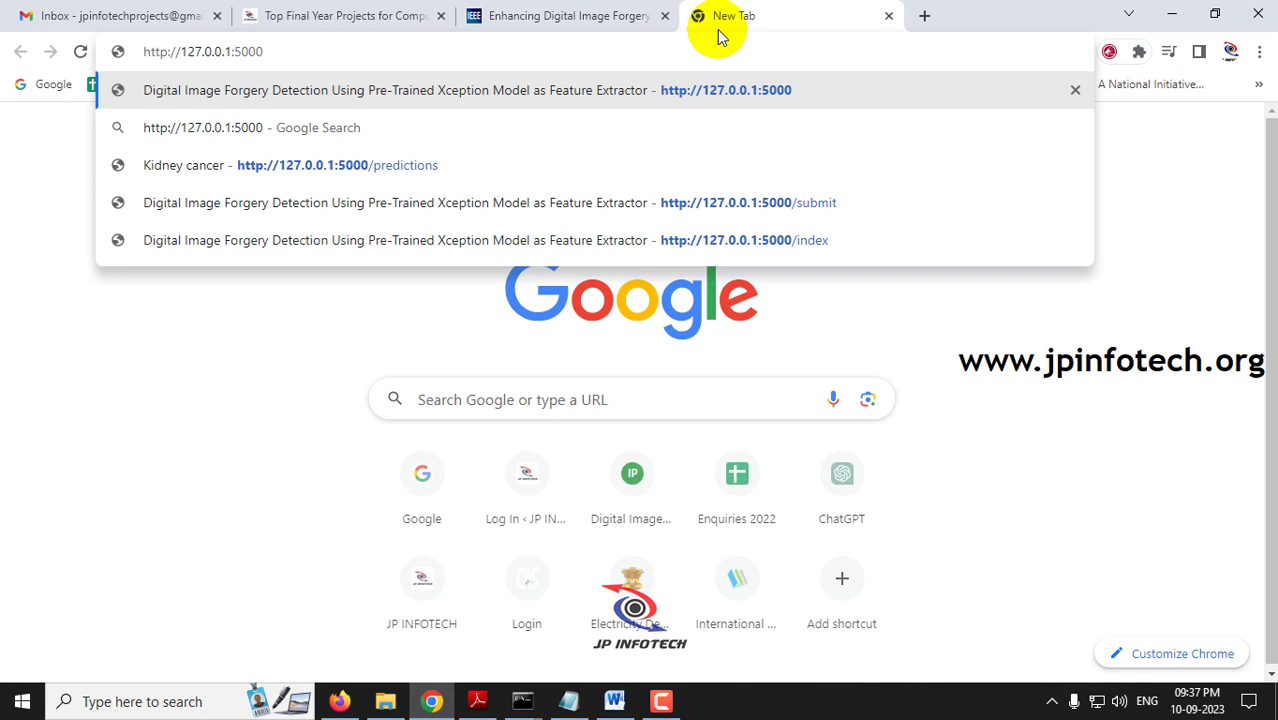 Inbox - jpinfotechprojects@gma
Top Final Year Projects for Compu
IEEE
Enhancing Digital Image Forgery
New Tab
http://127.0.0.1:5000
Google
A National Initiative...
»
Digital Image Forgery Detection Using Pre-Trained Xception Model as Feature Extractor - http://127.0.0.1:5000
http://127.0.0.1:5000 - Google Search
Kidney cancer - http://127.0.0.1:5000/predictions
Digital Image Forgery Detection Using Pre-Trained Xception Model as Feature Extractor - http://127.0.0.1:5000/submit
Digital Image Forgery Detection Using Pre-Trained Xception Model as Feature Extractor - http://127.0.0.1:5000/index
Google
www.jpinfotech.org
Search Google or type a URL
IP
Google
Log In ‹ JP IN...
Digital Image...
Enquiries 2022
ChatGPT
JP INFOTECH
Login
Electricity De...
International ...
Add shortcut
JP INFOTECH
Customize Chrome
Type here to search
ENG
09:37 PM
10-09-2023